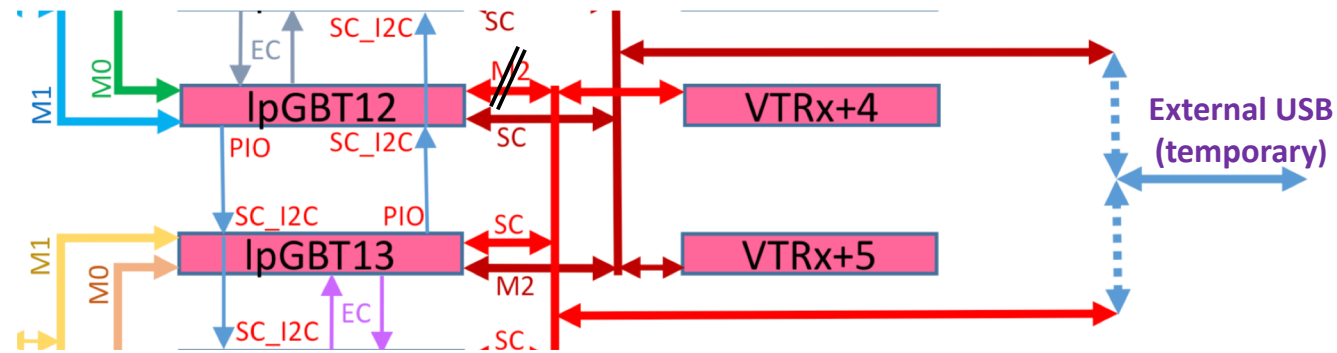 SC
SC_I2C
EC
M0
M1
M2
lpGBT12
VTRx+4
External USB
(temporary)
SC
PIO
SC_I2C
SC_I2C
PIO
SC
M1
lpGBT13
VTRx+5
M0
M2
EC
SC_I2C
SC